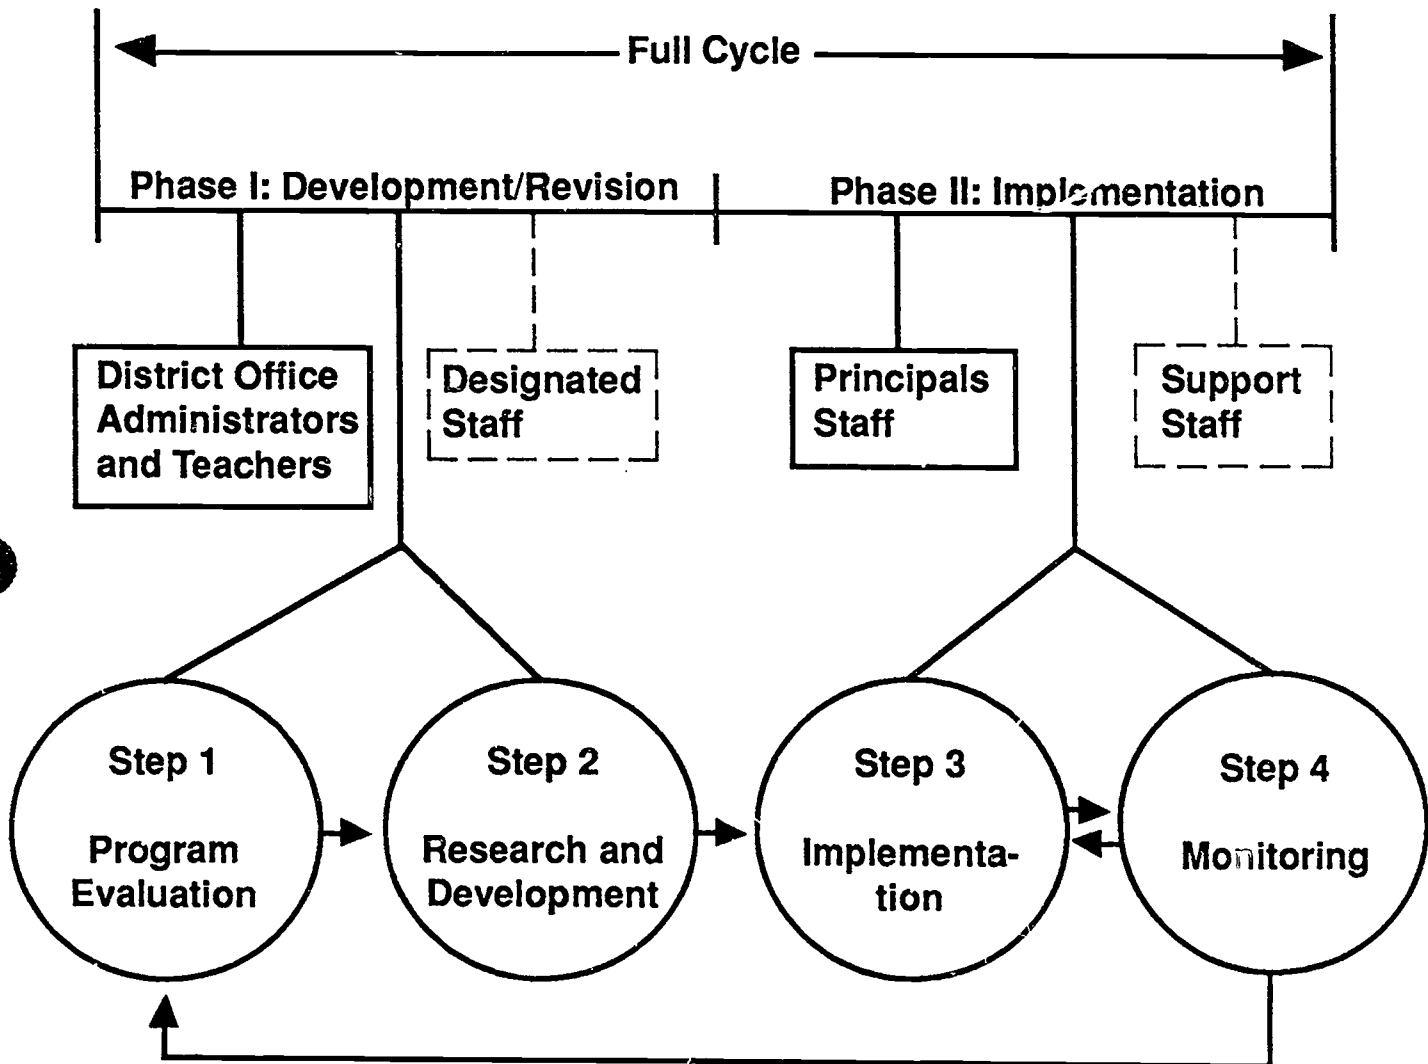 Full Cycle
Phase I: Development/Revision
Phase II: Implementation
District Office
Administrators
and Teachers
Designated
Staff
Principals
Staff
Support
Staff
Step 1
Program
Evaluation
Step 2
Research and
Development
Step 3
Implementa-
tion
Step 4
Monitoring